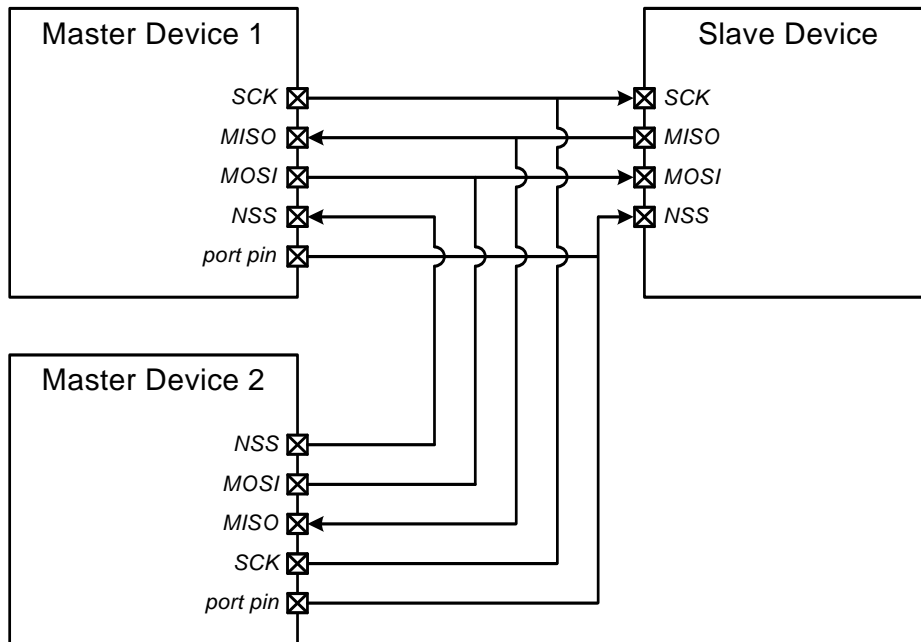 Master Device 1
SCK
MISO
MOSI
NSS
port pin
Slave Device
SCK
MISO
MOSI
NSS
Master Device 2
NSS
MOSI
MISO
SCK
port pin